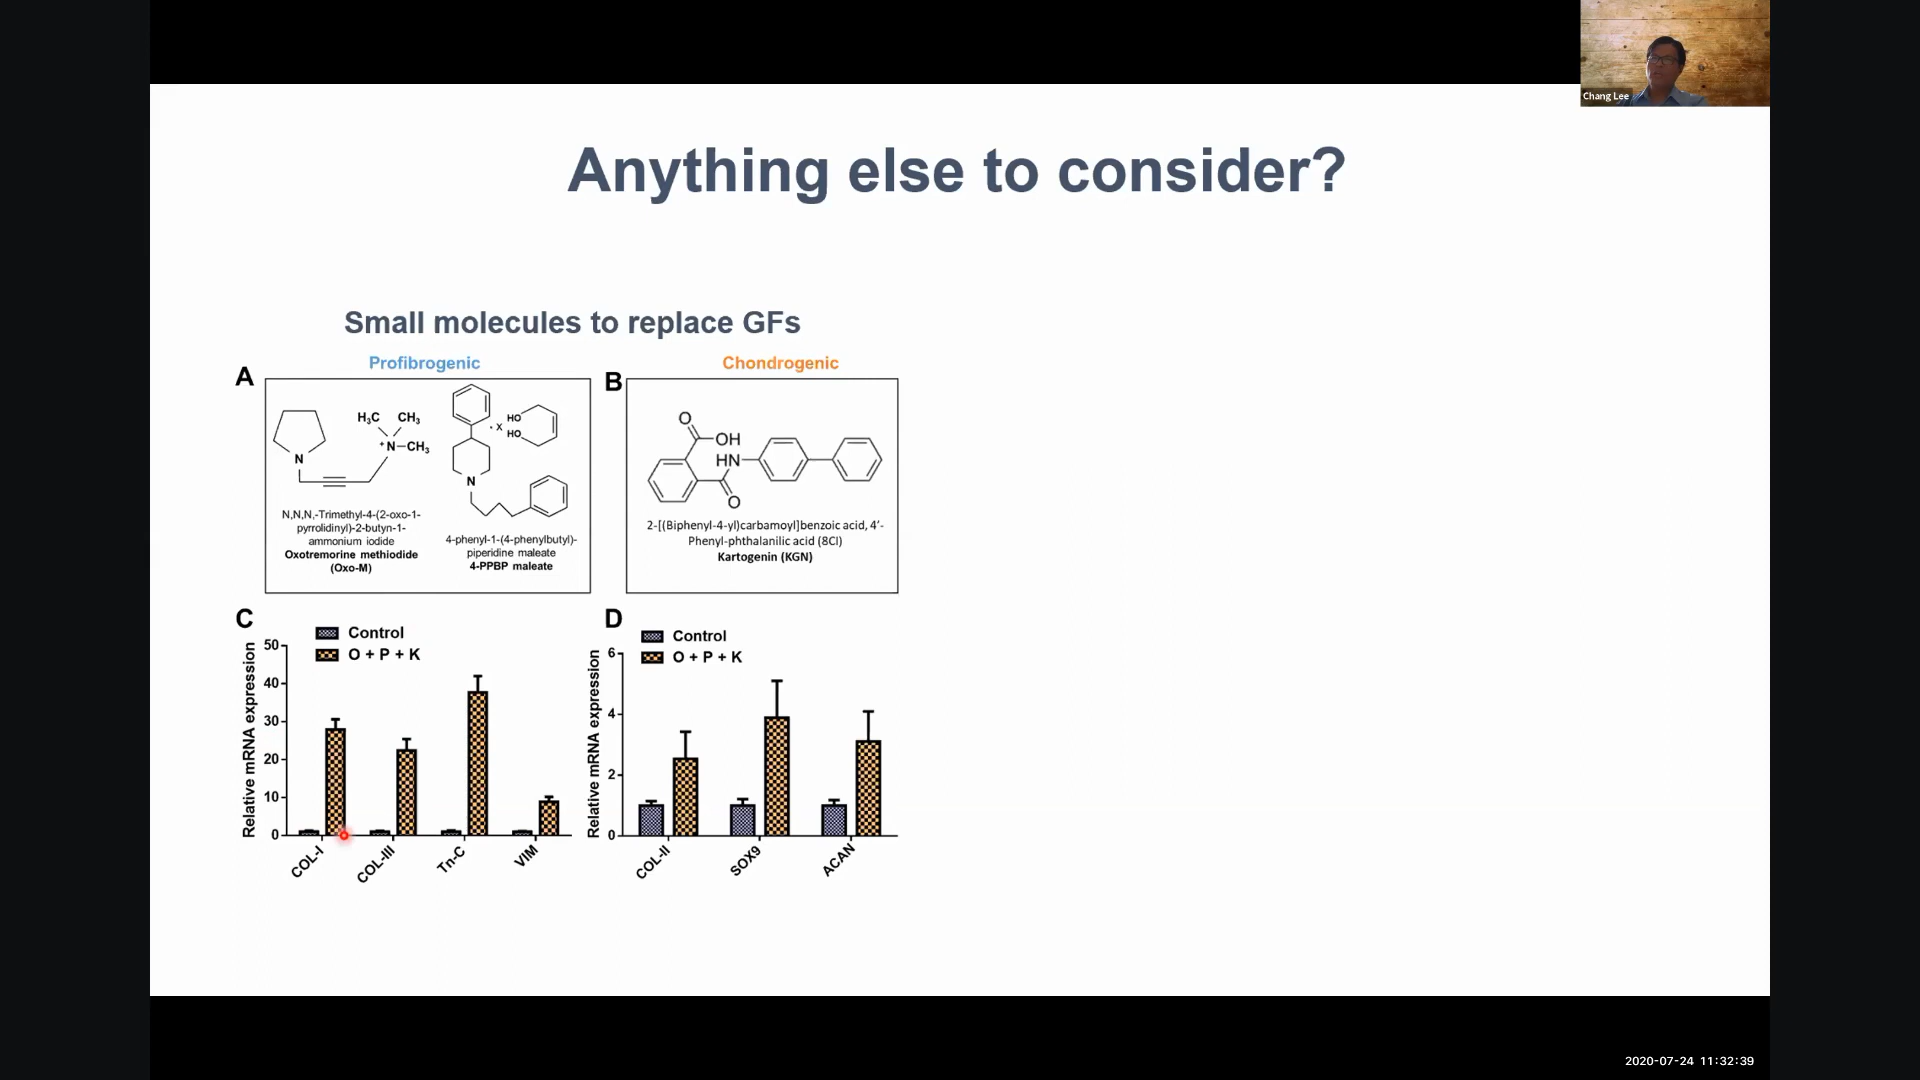 Chang Lee
Anything else to consider?
Small molecules to replace GFs
Profibrogenic
Chondrogenic
A
H₃C CH₃
⁺N–CH₃
N
HO
HO
. x
N
N,N,N,-Trimethyl-4-(2-oxo-1-
pyrrolidinyl)-2-butyn-1-
ammonium iodide
Oxotremorine methiodide
(Oxo-M)
4-phenyl-1-(4-phenylbutyl)-
piperidine maleate
4-PPBP maleate
B
O
OH
HN
O
2-[(Biphenyl-4-yl)carbamoyl]benzoic acid, 4’-
Phenyl-phthalanilic acid (8CI)
Kartogenin (KGN)
C
Control
O + P + K
Relative mRNA expression
50
40
30
20
10
0
COL-I
COL-III
Tn-C
VIM
D
Control
O + P + K
Relative mRNA expression
6
4
2
0
COL-II
SOX9
ACAN
2020-07-24 11:32:39